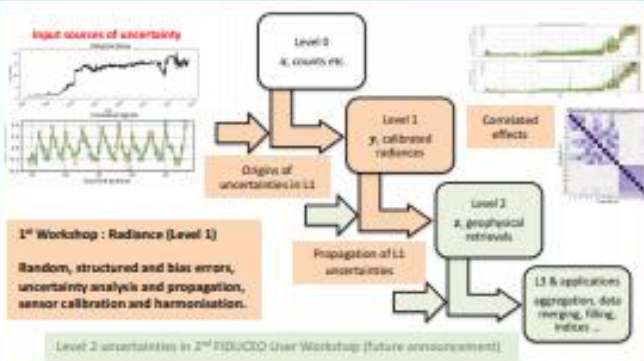 Input sources of uncertainty
Level 0
counts etc.
Level 1
y, calibrated
radiances
Correlated
effects
Origins of
uncertainties in L1
Level 2
z, geophysical
retrievals
1st Workshop : Radiance (Level 1)
Random, structured and bias errors,
uncertainty analysis and propagation,
sensor calibration and harmonisation.
Propagation of L1
uncertainties
L3 & applications
aggregation, data
merging, filling,
indices ...
Level 2 uncertainties in 2nd FIDUCEO User Workshop (future announcement)